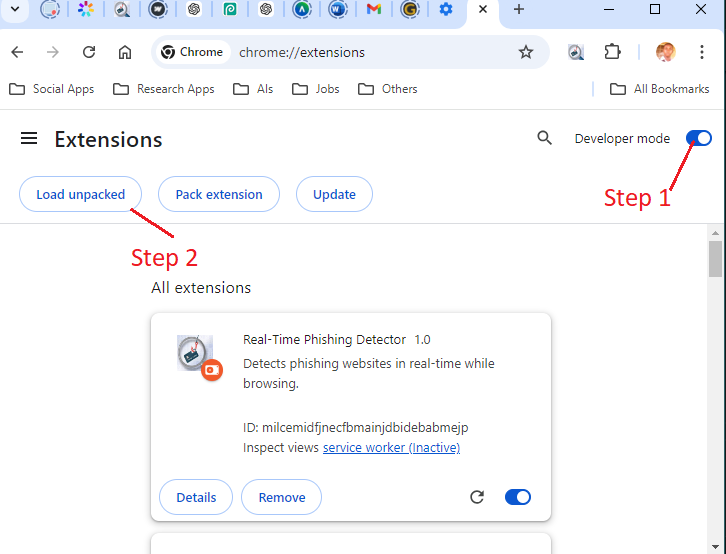 Chrome chrome://extensions
Social Apps Research Apps AIs Jobs Others All Bookmarks
Extensions Developer mode
Load unpacked Pack extension Update
Step 1
Step 2
All extensions
Real-Time Phishing Detector 1.0
Detects phishing websites in real-time while
browsing.
ID: milcemidfjnecfbmainjdbidebabmejp
Inspect views service worker (Inactive)
Details Remove